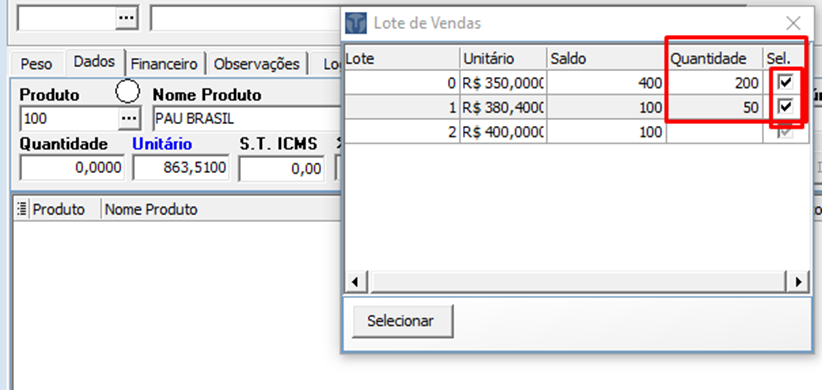 ...
...
Peso Dados Financeiro Observações
Produto Nome Produto
100 ... PAU BRASIL
Quantidade Unitário S.T. ICMS
0,0000 863,5100 0,00
Produto Nome Produto
Lote de Vendas
Lote Unitário Saldo Quantidade Sel.
0 R$ 350,0000 400 200
1 R$ 380,4000 100 50
2 R$ 400,0000 100
Selecionar